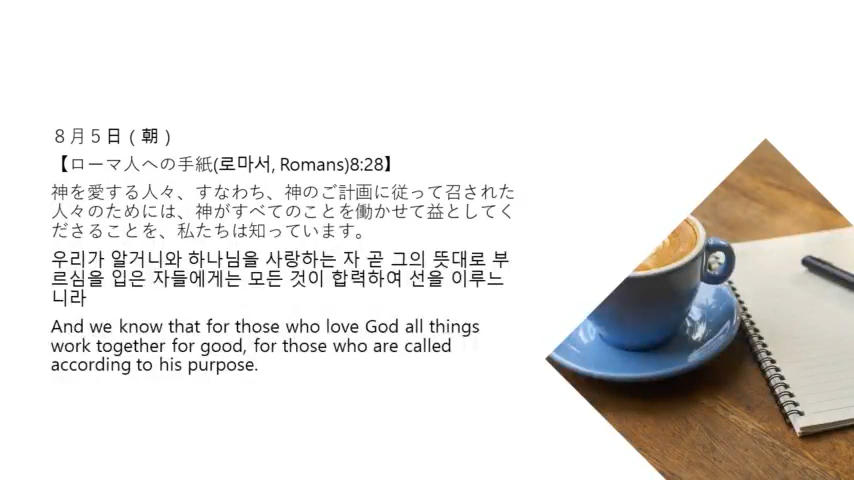 ８月５日（朝）
【ローマ人への手紙(로마서, Romans)8:28】
神を愛する人々、すなわち、神のご計画に従って召された
人々のためには、神がすべてのことを働かせて益としてく
ださることを、私たちは知っています。
우리가 알거니와 하나님을 사랑하는 자 곧 그의 뜻대로 부
르심을 입은 자들에게는 모든 것이 합력하여 선을 이루느
니라
And we know that for those who love God all things
work together for good, for those who are called
according to his purpose.